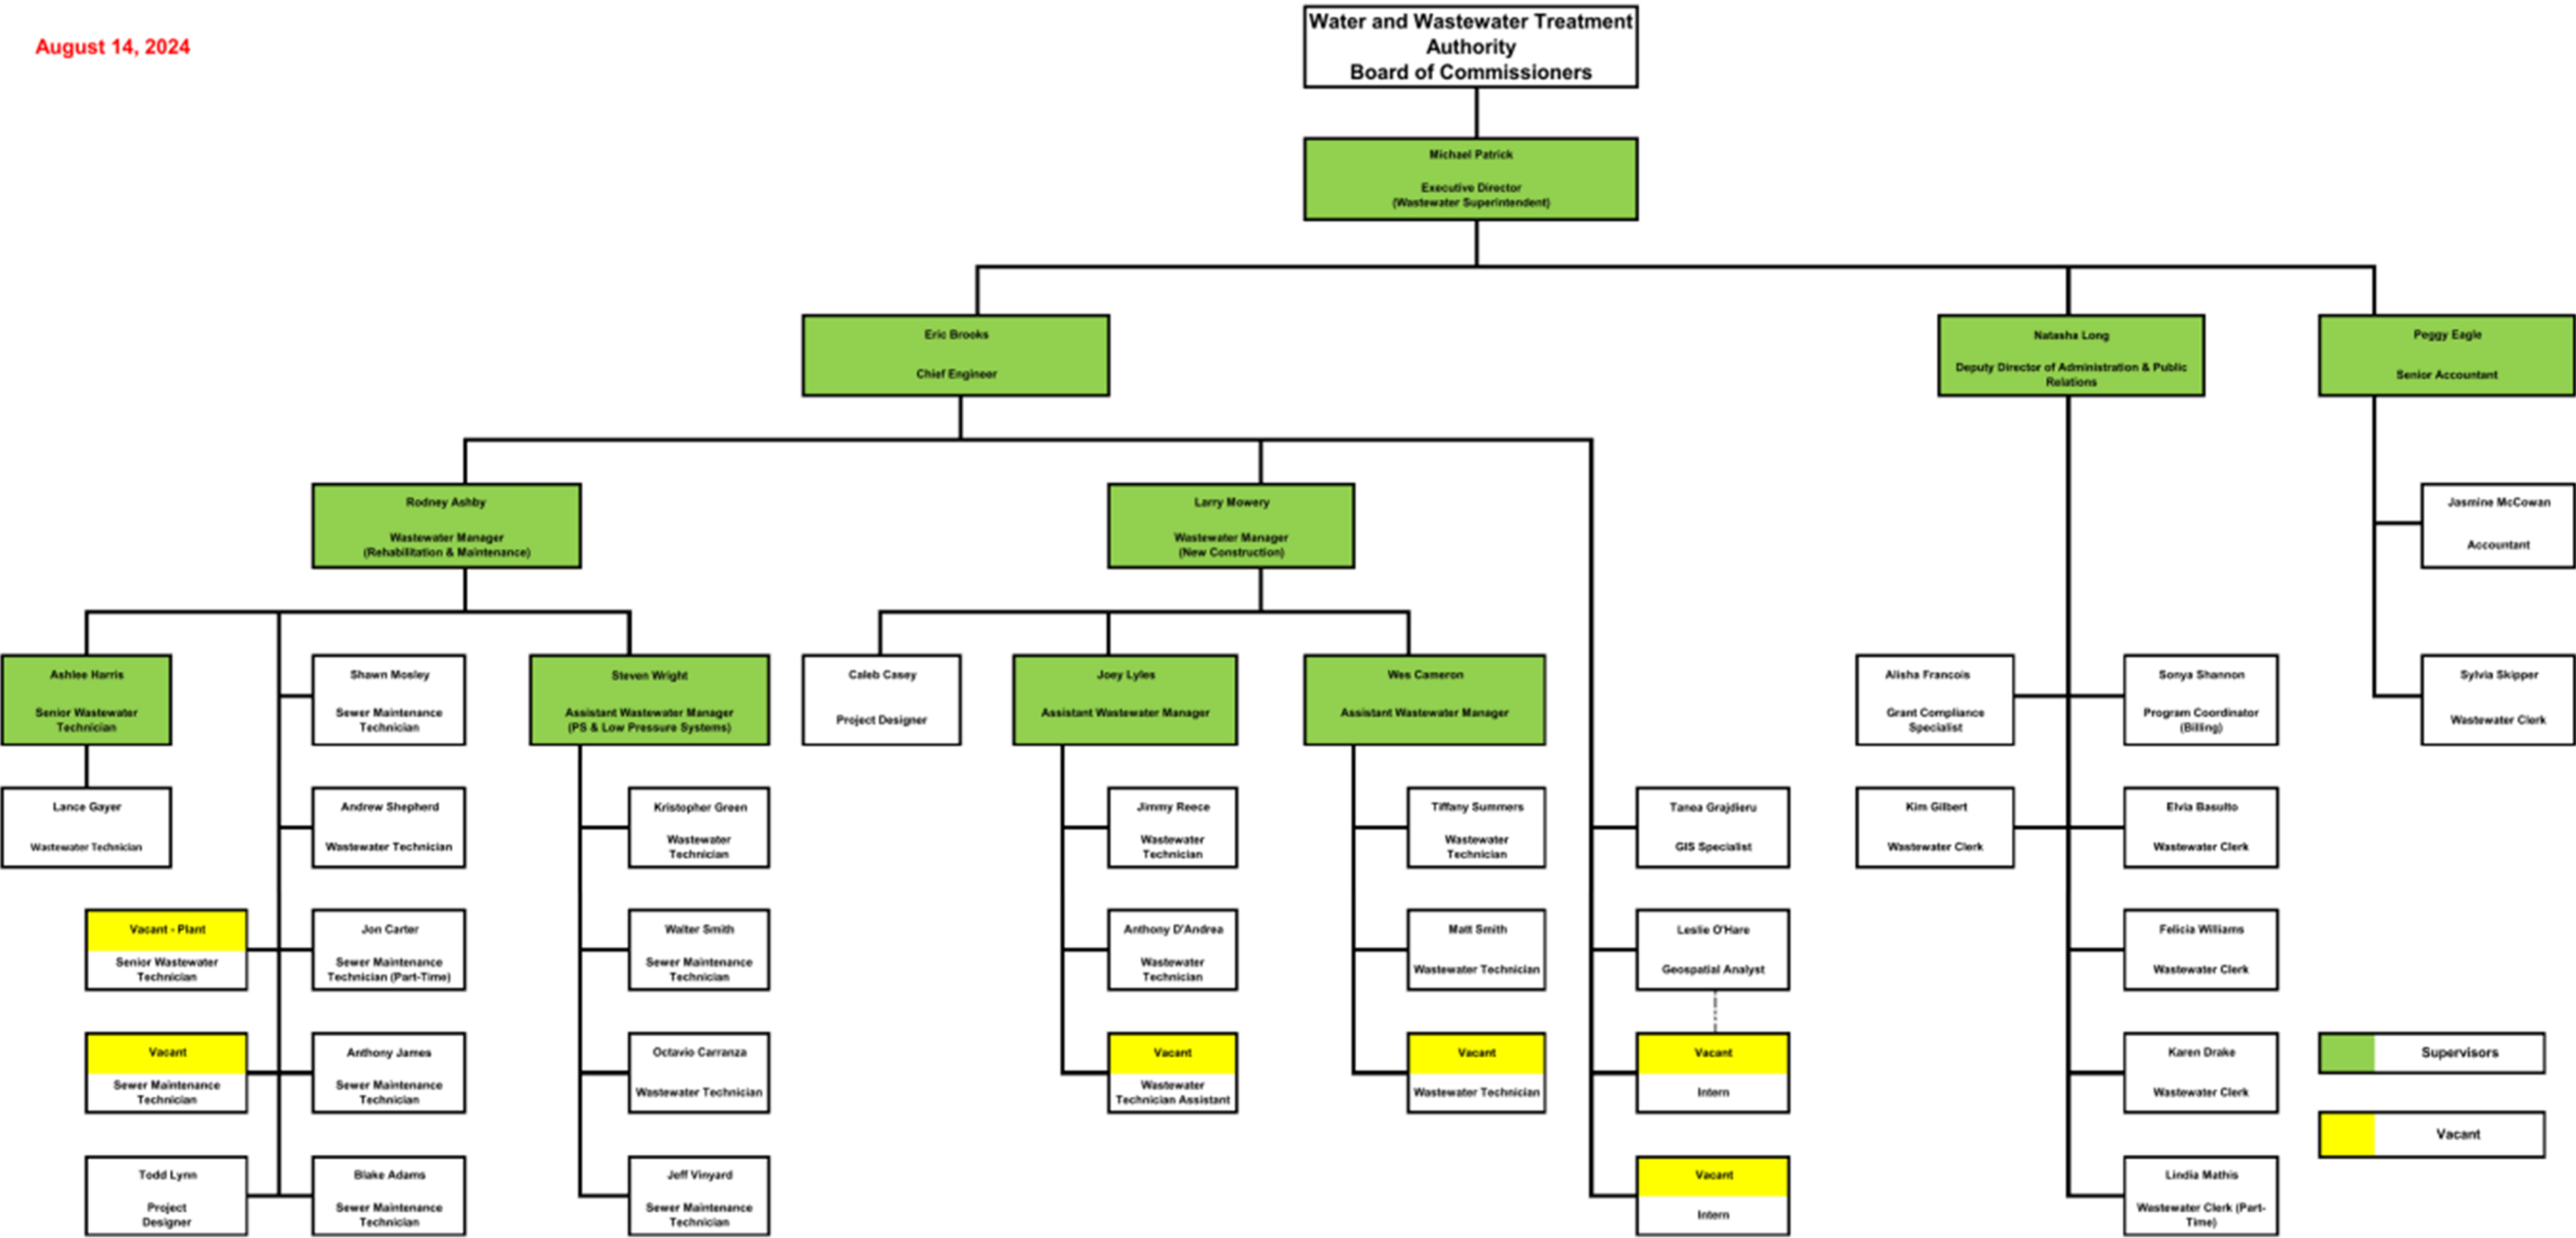 August 14, 2024
Water and Wastewater Treatment
Authority
Board of Commissioners
Michael Patrick
Executive Director
(Wastewater Superintendent)
Eric Brooks
Chief Engineer
Natasha Long
Deputy Director of Administration & Public
Relations
Peggy Eagle
Senior Accountant
Rodney Ashby
Wastewater Manager
(Rehabilitation & Maintenance)
Larry Mowery
Wastewater Manager
(New Construction)
Jasmine McCowan
Accountant
Ashlee Harris
Senior Wastewater
Technician
Shawn Mosley
Sewer Maintenance
Technician
Steven Wright
Assistant Wastewater Manager
(PS & Low Pressure Systems)
Caleb Casey
Project Designer
Joey Lyles
Assistant Wastewater Manager
Wes Cameron
Assistant Wastewater Manager
Alisha Francois
Grant Compliance
Specialist
Sonya Shannon
Program Coordinator
(Billing)
Sylvia Skipper
Wastewater Clerk
Lance Gayer
Wastewater Technician
Andrew Shepherd
Wastewater Technician
Kristopher Green
Wastewater
Technician
Jimmy Reece
Wastewater
Technician
Tiffany Summers
Wastewater
Technician
Tanea Grajdieru
GIS Specialist
Kim Gilbert
Wastewater Clerk
Elvia Basulto
Wastewater Clerk
Vacant - Plant
Senior Wastewater
Technician
Jon Carter
Sewer Maintenance
Technician (Part-Time)
Walter Smith
Sewer Maintenance
Technician
Anthony D'Andrea
Wastewater
Technician
Matt Smith
Wastewater Technician
Leslie O'Hare
Geospatial Analyst
Felicia Williams
Wastewater Clerk
Vacant
Sewer Maintenance
Technician
Anthony James
Sewer Maintenance
Technician
Octavio Carranza
Wastewater Technician
Vacant
Wastewater
Technician Assistant
Vacant
Wastewater Technician
Vacant
Intern
Karen Drake
Wastewater Clerk
Supervisors
Vacant
Todd Lynn
Project
Designer
Blake Adams
Sewer Maintenance
Technician
Jeff Vinyard
Sewer Maintenance
Technician
Vacant
Intern
Lindia Mathis
Wastewater Clerk (Part-
Time)